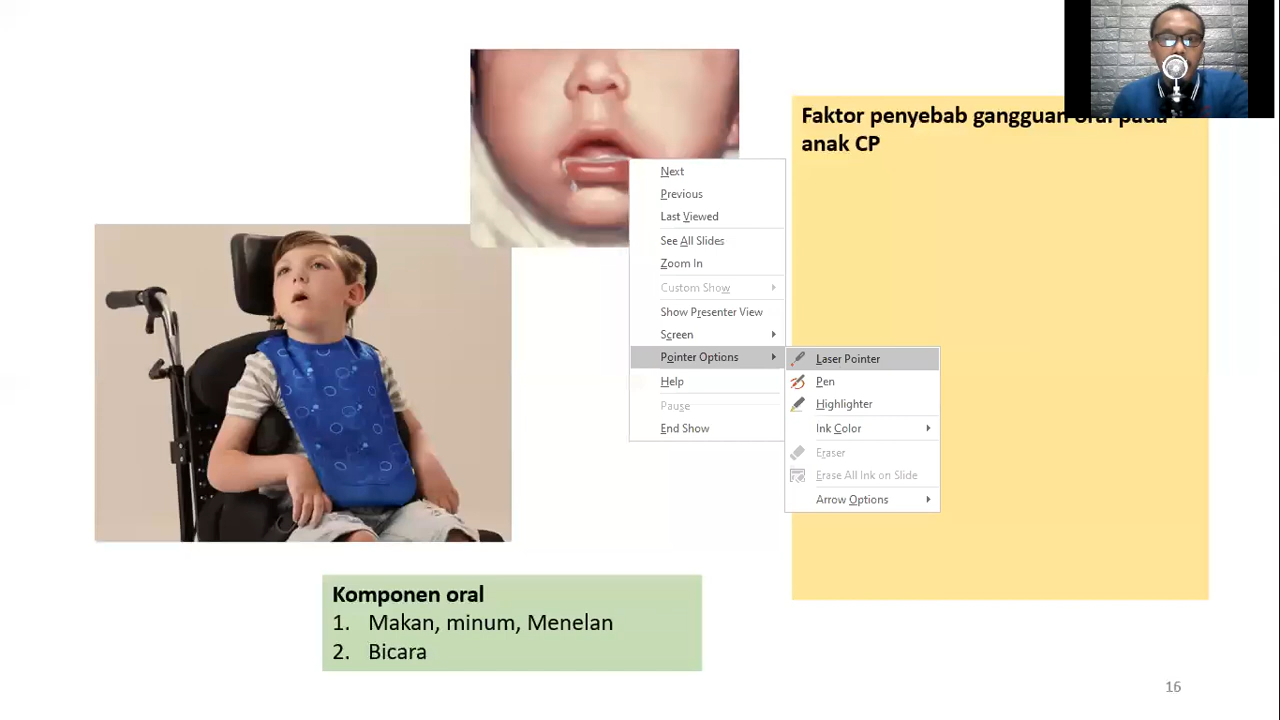 Faktor penyebab gangguan oral pada
anak CP
Next
Previous
Last Viewed
See All Slides
Zoom In
Custom Show
Show Presenter View
Screen
Pointer Options
Help
Pause
End Show
Laser Pointer
Pen
Highlighter
Ink Color
Eraser
Erase All Ink on Slide
Arrow Options
Komponen oral
1. Makan, minum, Menelan
2. Bicara
16